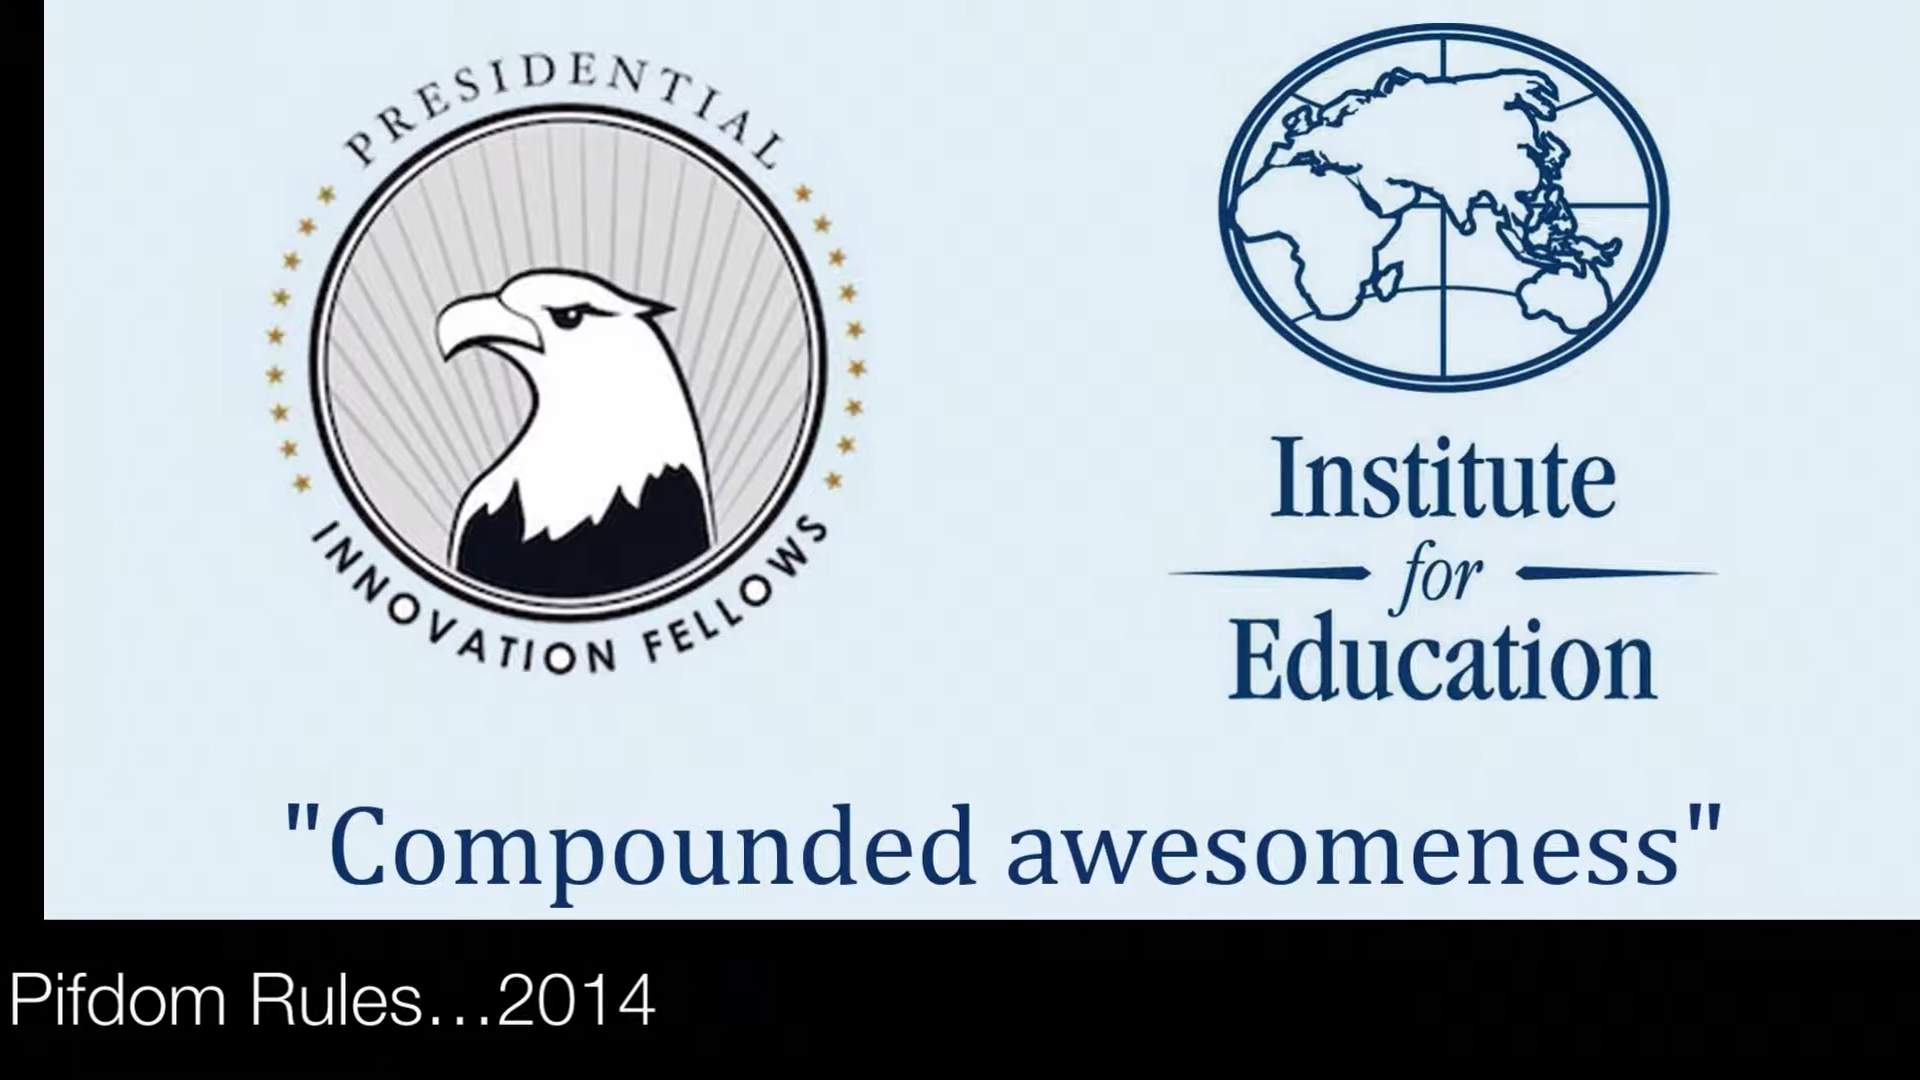 PRESIDENTIAL
INNOVATION FELLOWS
Institute
for
Education
"Compounded awesomeness"
Pifdom Rules...2014